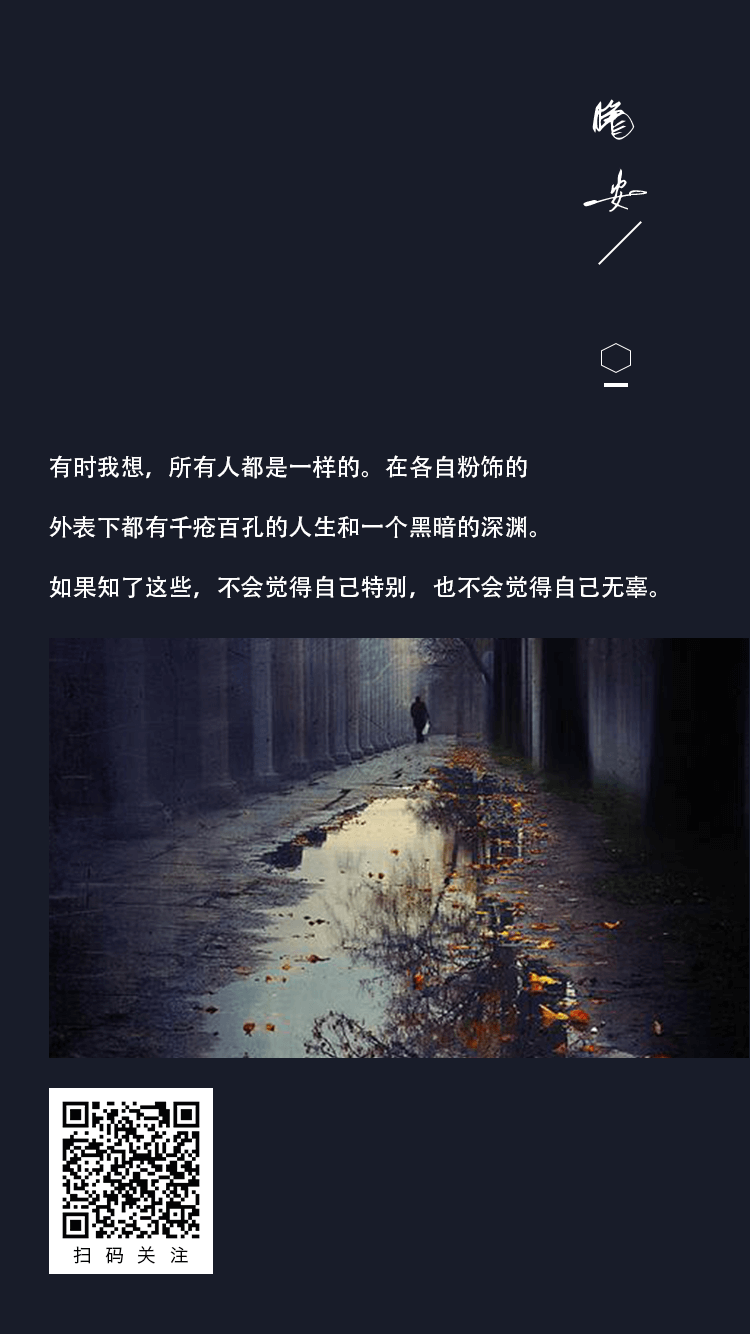 晚安
有时我想，所有人都是一样的。在各自粉饰的
外表下都有千疮百孔的人生和一个黑暗的深渊。
如果知了这些，不会觉得自己特别，也不会觉得自己无辜。
扫码关注